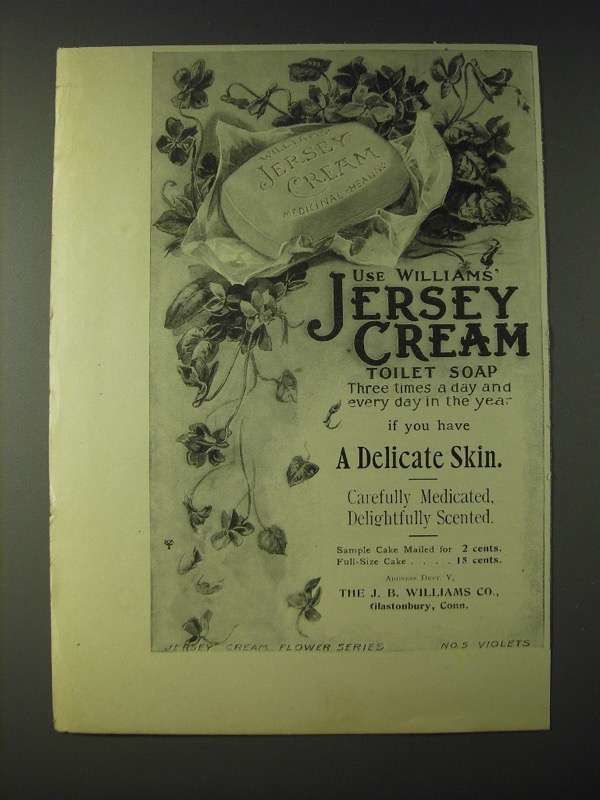 WILLIAMS'
JERSEY
CREAM
MEDICINAL-HEALING
USE WILLIAMS'
JERSEY
CREAM
TOILET SOAP
Three times a day and
every day in the year
if you have
A Delicate Skin.
Carefully Medicated,
Delightfully Scented.
Sample Cake Mailed for 2 cents.
Full-Size Cake . . . . 15 cents.
Address Dept. V,
THE J. B. WILLIAMS CO.,
Glastonbury, Conn.
JERSEY CREAM FLOWER SERIES NO. 5 VIOLETS